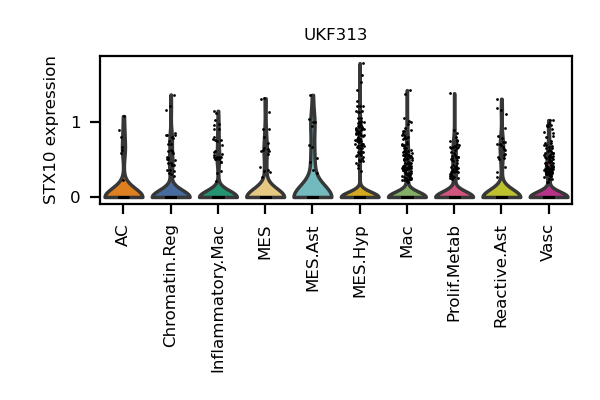 UKF313
STX10 expression
1
0
AC
Chromatin.Reg
Inflammatory.Mac
MES
MES.Ast
MES.Hyp
Mac
Prolif.Metab
Reactive.Ast
Vasc